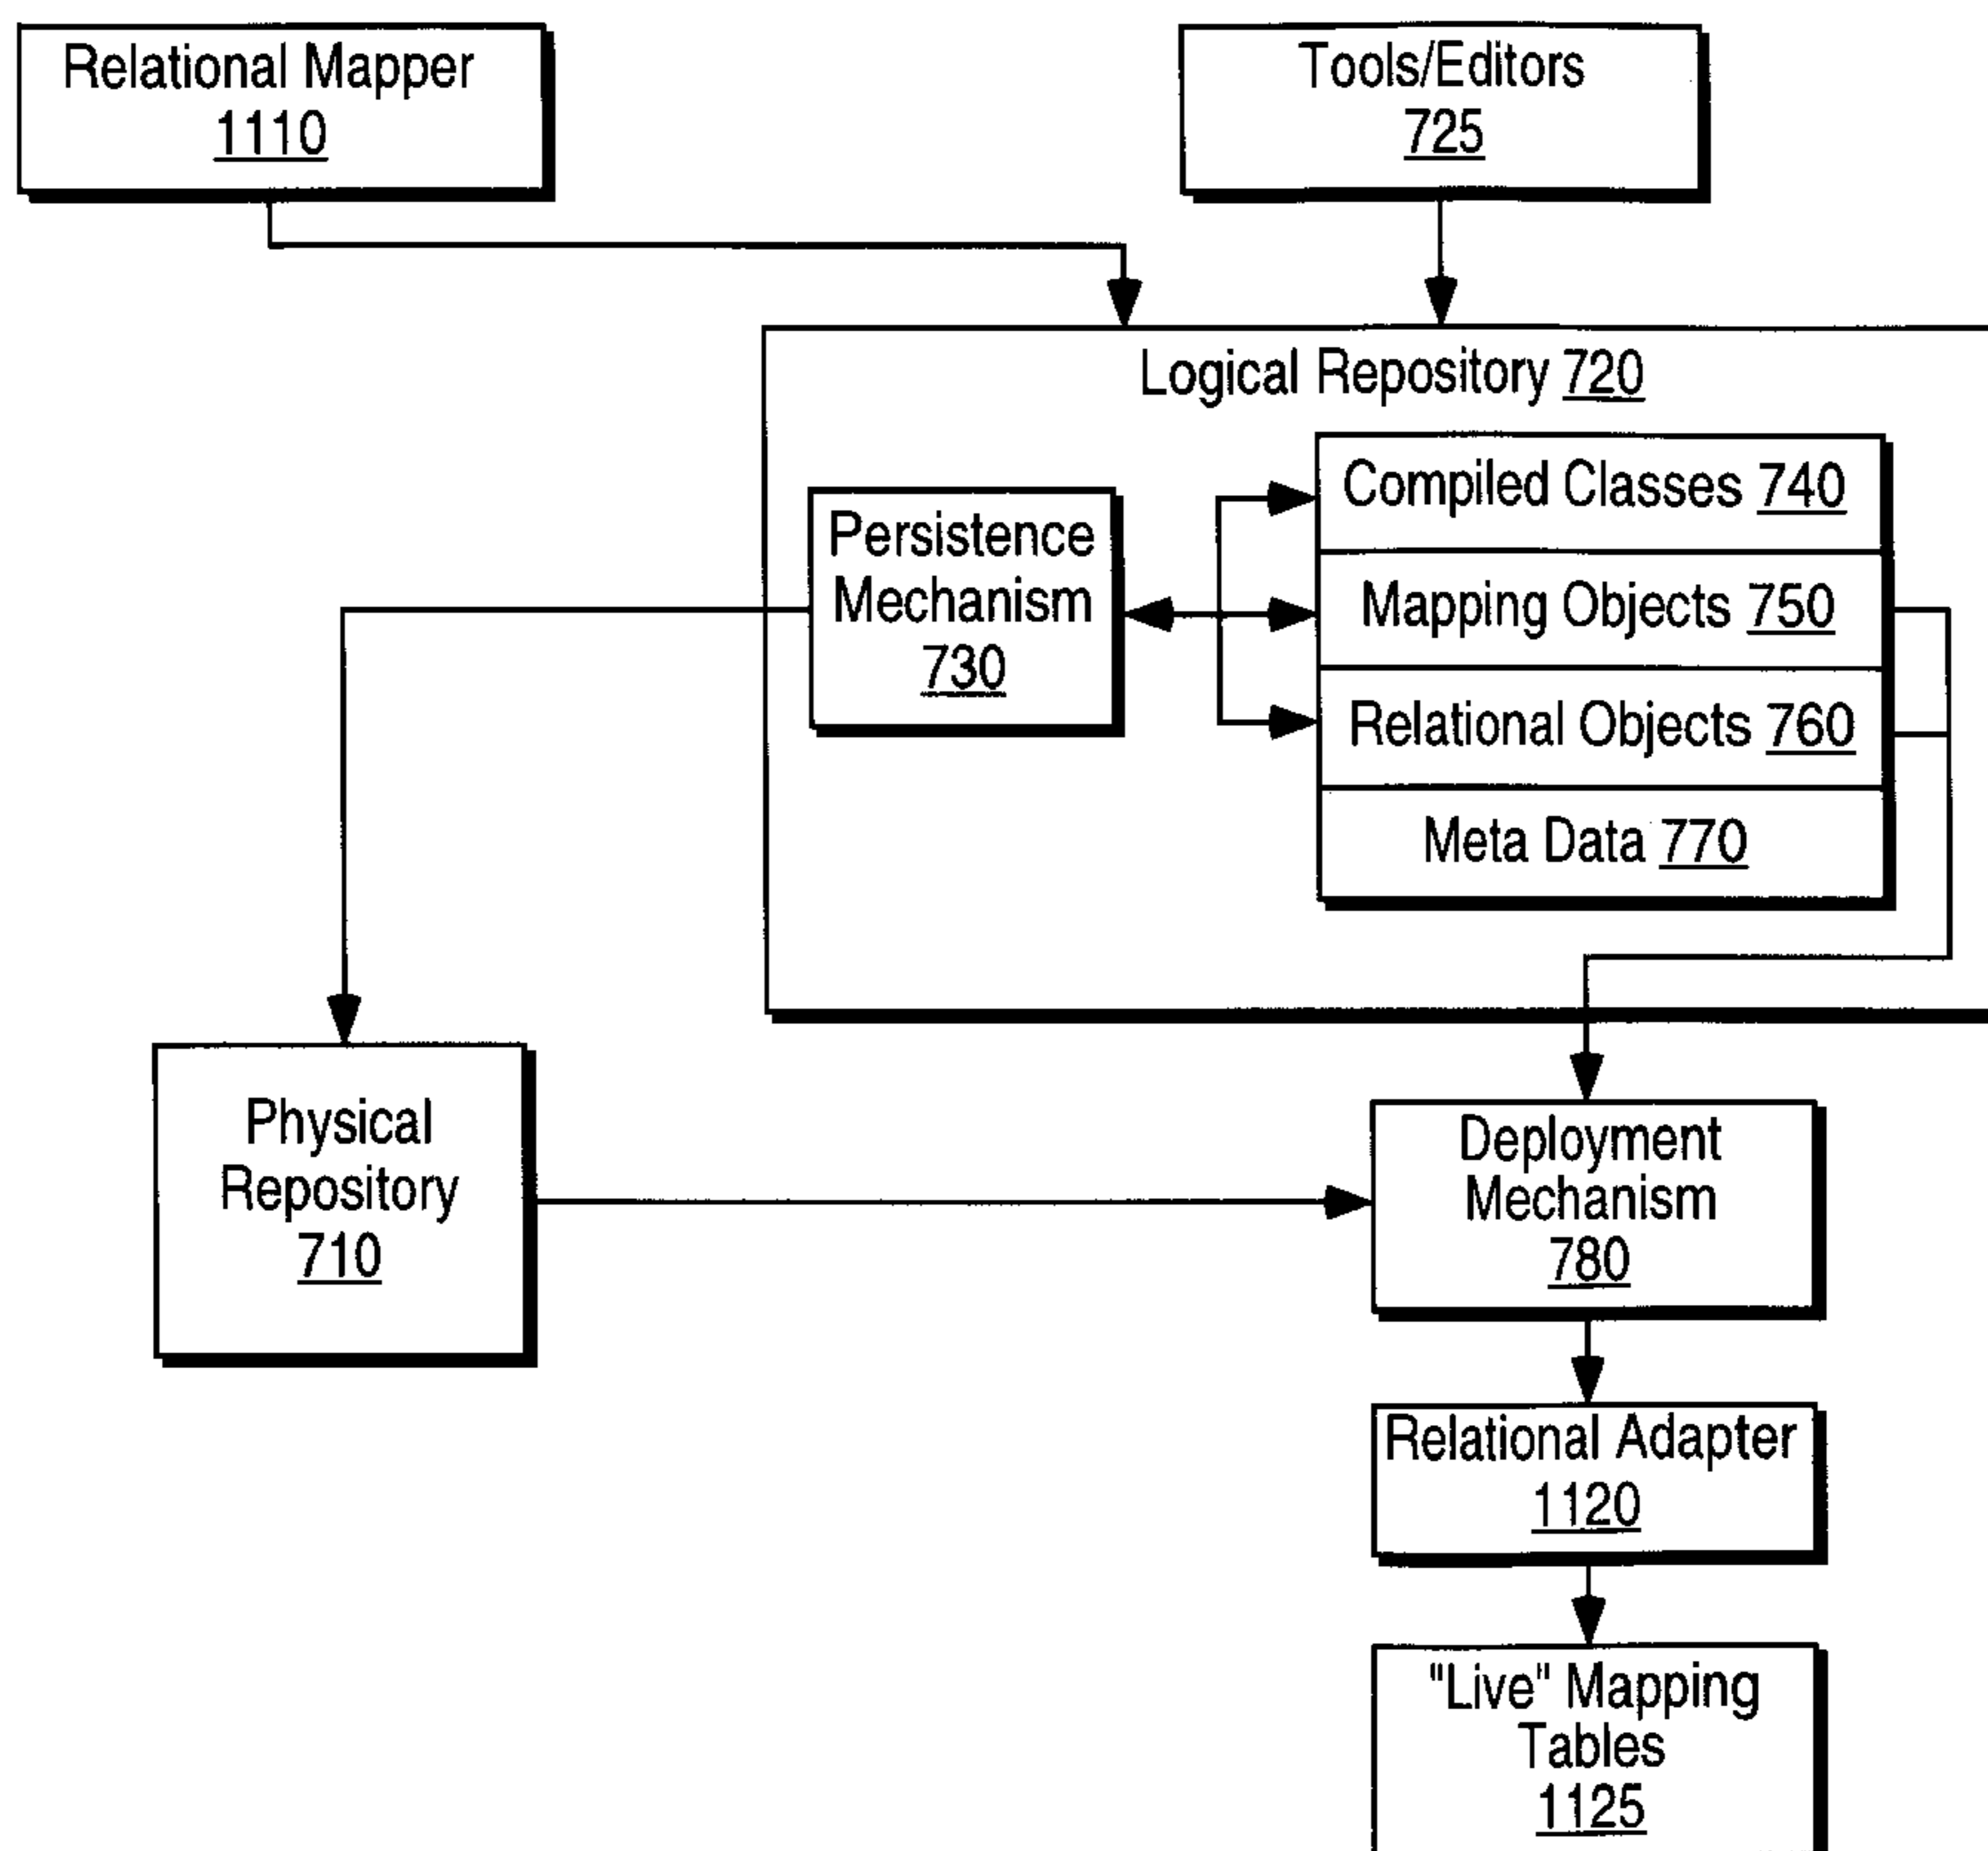 Relational Mapper
1110
Tools/Editors
725
Logical Repository 720
Persistence
Mechanism
730
Compiled Classes 740
Mapping Objects 750
Relational Objects 760
Meta Data 770
Physical
Repository
710
Deployment
Mechanism
780
Relational Adapter
1120
"Live" Mapping
Tables
1125